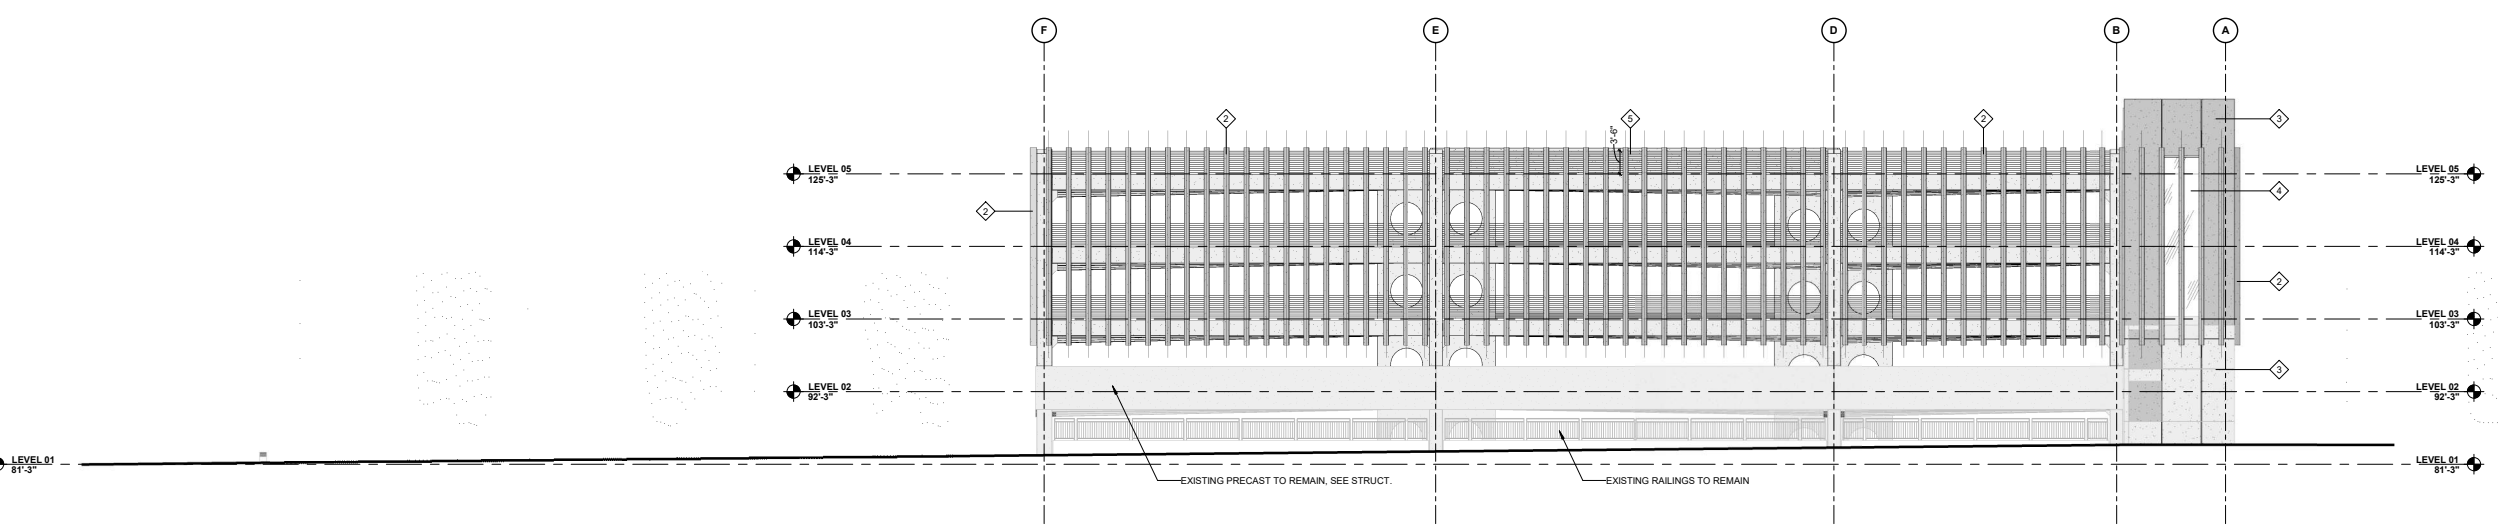 F
E
D
B
A
2
5
2
3
3'-6"
LEVEL 05
125'-3"
LEVEL 05
125'-3"
4
2
LEVEL 04
114'-3"
LEVEL 04
114'-3"
2
LEVEL 03
103'-3"
LEVEL 03
103'-3"
3
LEVEL 02
92'-3"
LEVEL 02
92'-3"
LEVEL 01
81'-3"
LEVEL 01
81'-3"
EXISTING PRECAST TO REMAIN, SEE STRUCT.
EXISTING RAILINGS TO REMAIN